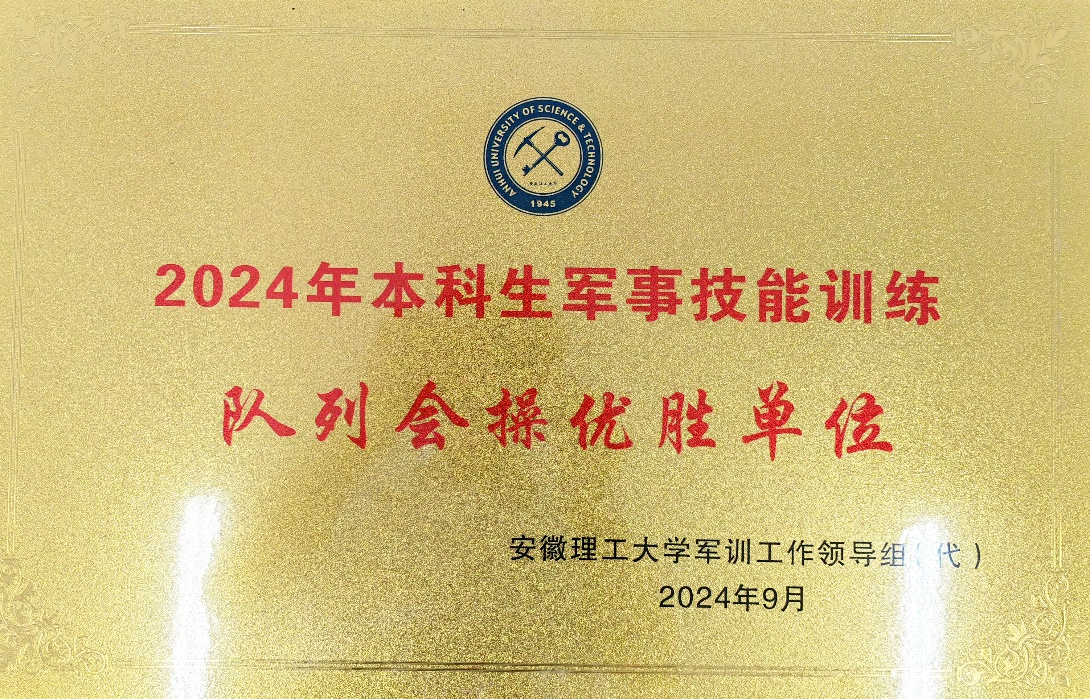 ANHUI UNIVERSITY OF SCIENCE & TECHNOLOGY
1945
2024年本科生军事技能训练
队列会操优胜单位
安徽理工大学军训工作领导组(代)
2024年9月